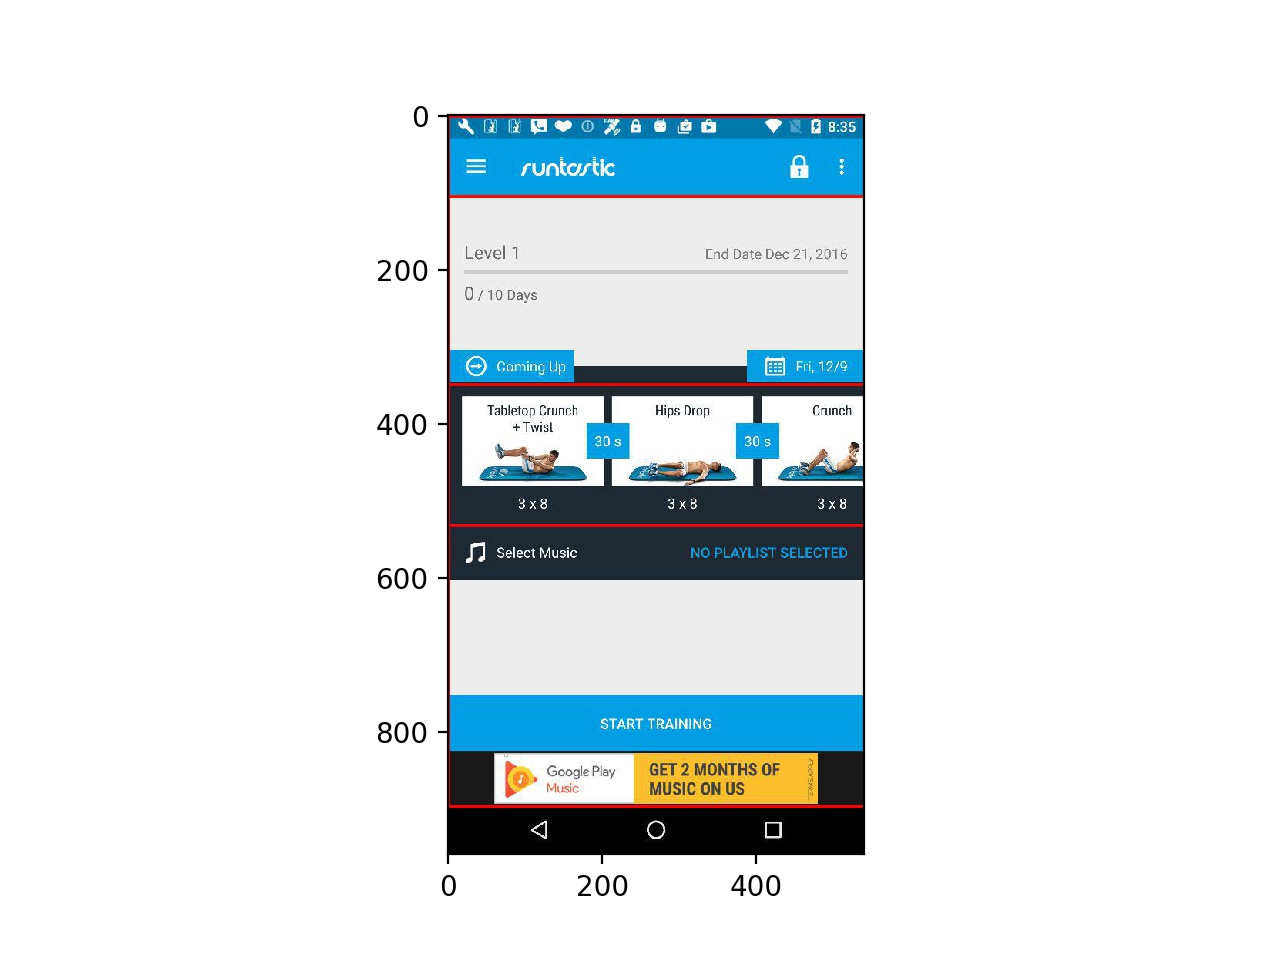 0
8:35
runtastic
Level 1
End Date Dec 21, 2016
200
0 / 10 Days
Coming Up
Fri, 12/9
400
Tabletop Crunch
+ Twist
Hips Drop
Crunch
30 s
30 s
3 x 8
3 x 8
3 x 8
Select Music
NO PLAYLIST SELECTED
600
START TRAINING
800
Google Play
Music
GET 2 MONTHS OF
MUSIC ON US
0
200
400